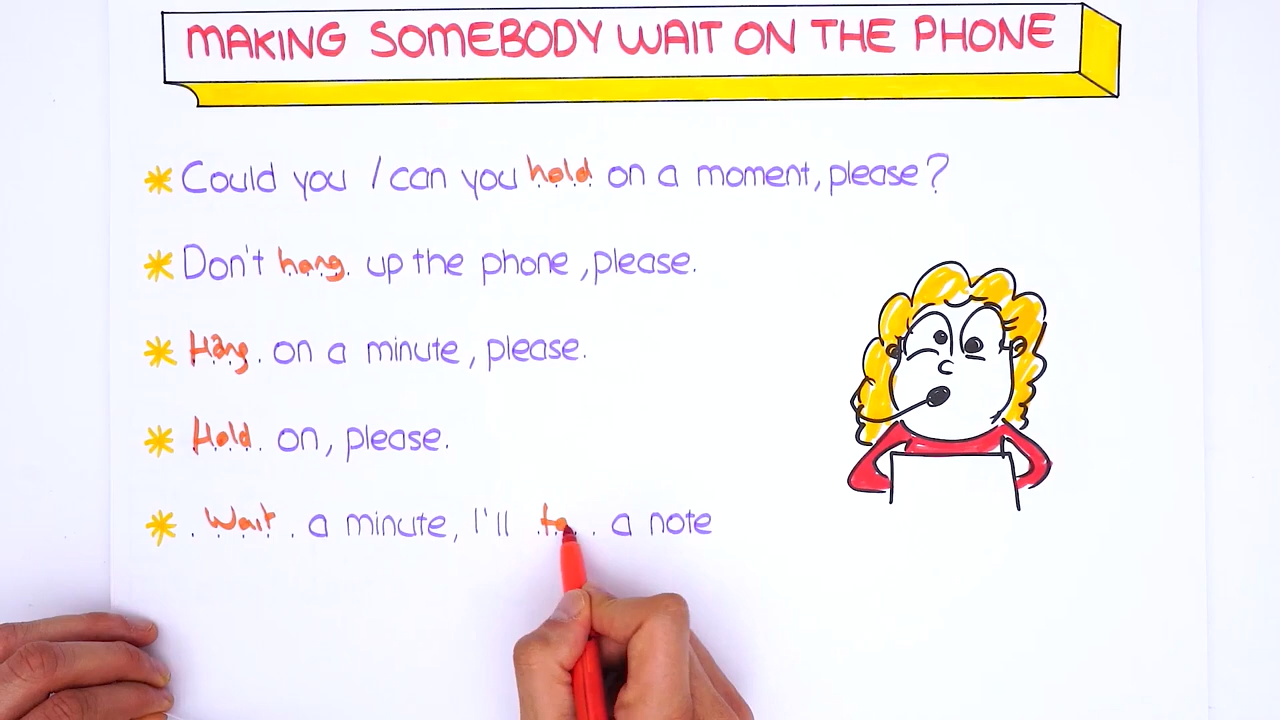 MAKING SOMEBODY WAIT ON THE PHONE
Could you / can you hold on a moment, please?
Don't hang up the phone, please.
Hang on a minute, please.
Hold on, please.
Wait a minute, I'll ta a note